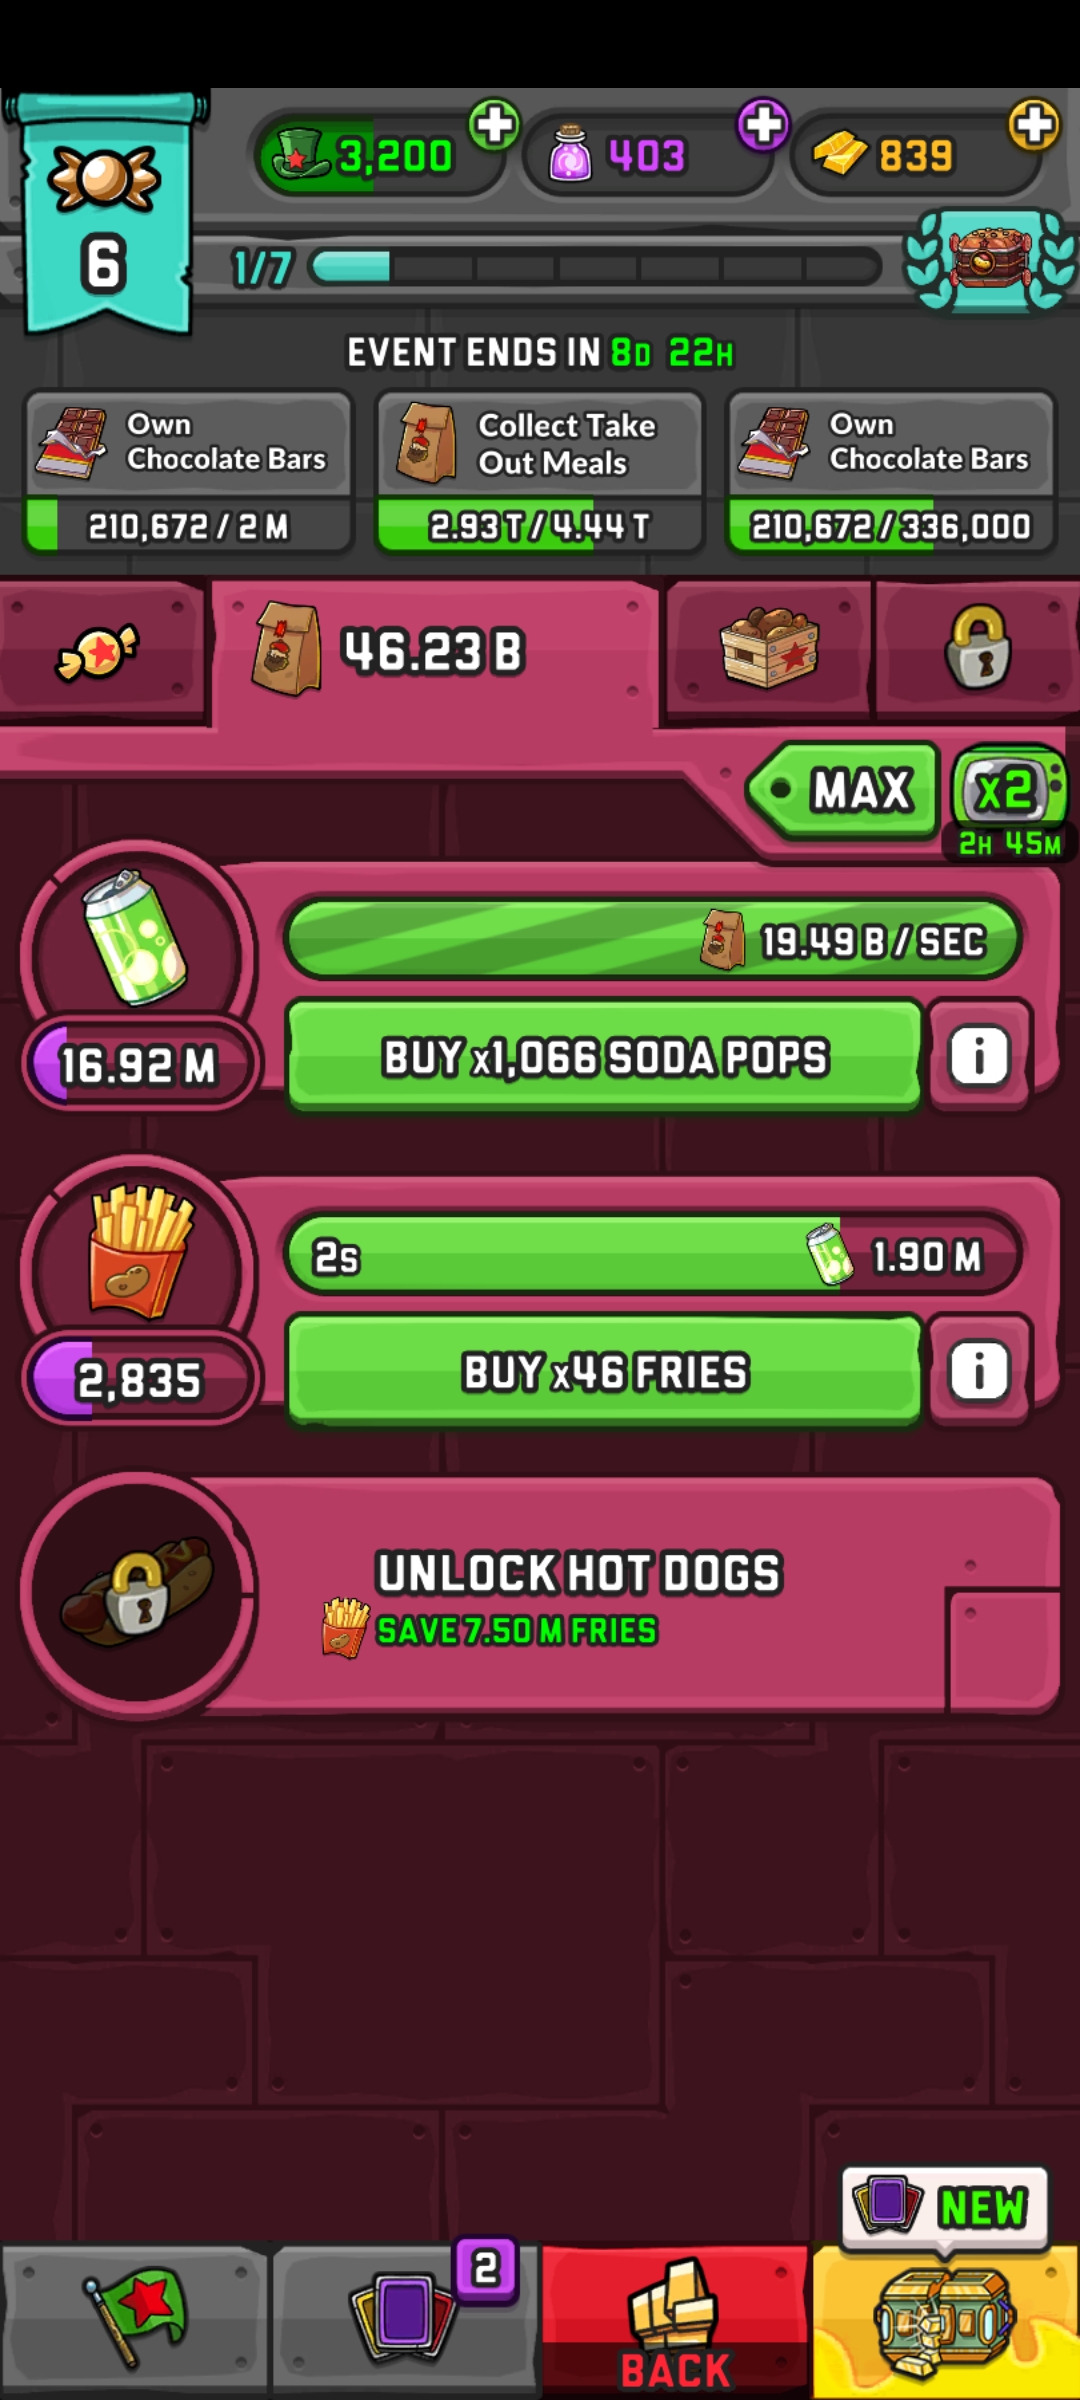 3,200
403
839
6
1/7
EVENT ENDS IN 8D 22H
Own
Chocolate Bars
210,672 / 2 M
Collect Take
Out Meals
2.93 T / 4.44 T
Own
Chocolate Bars
210,672 / 336,000
46.23 B
MAX
x2
2H 45M
19.49 B / SEC
16.92 M
BUY x1,066 SODA POPS
i
2s
1.90 M
2,835
BUY x46 FRIES
i
UNLOCK HOT DOGS
SAVE 7.50 M FRIES
NEW
2
BACK